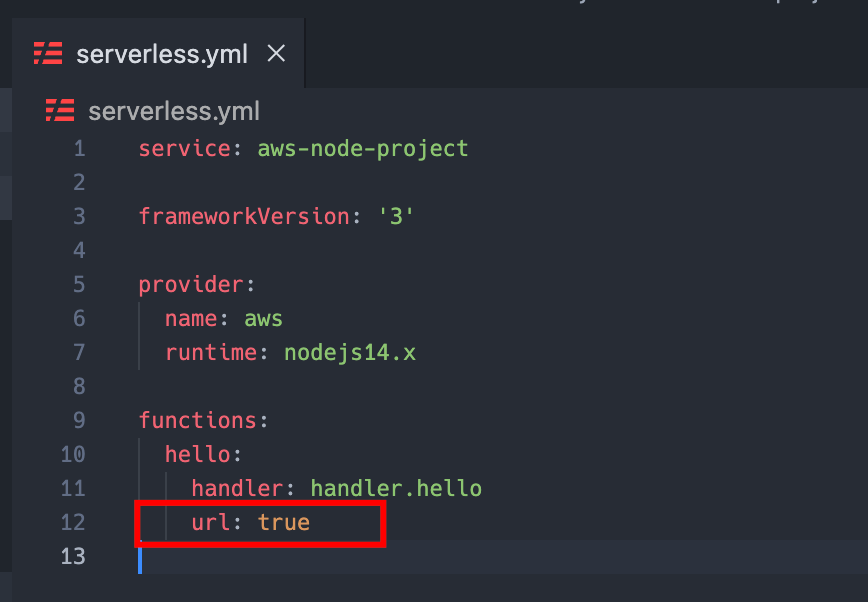 serverless.yml
serverless.yml
1 service: aws-node-project
2
3 frameworkVersion: '3'
4
5 provider:
6   name: aws
7   runtime: nodejs14.x
8
9 functions:
10   hello:
11     handler: handler.hello
12     url: true
13